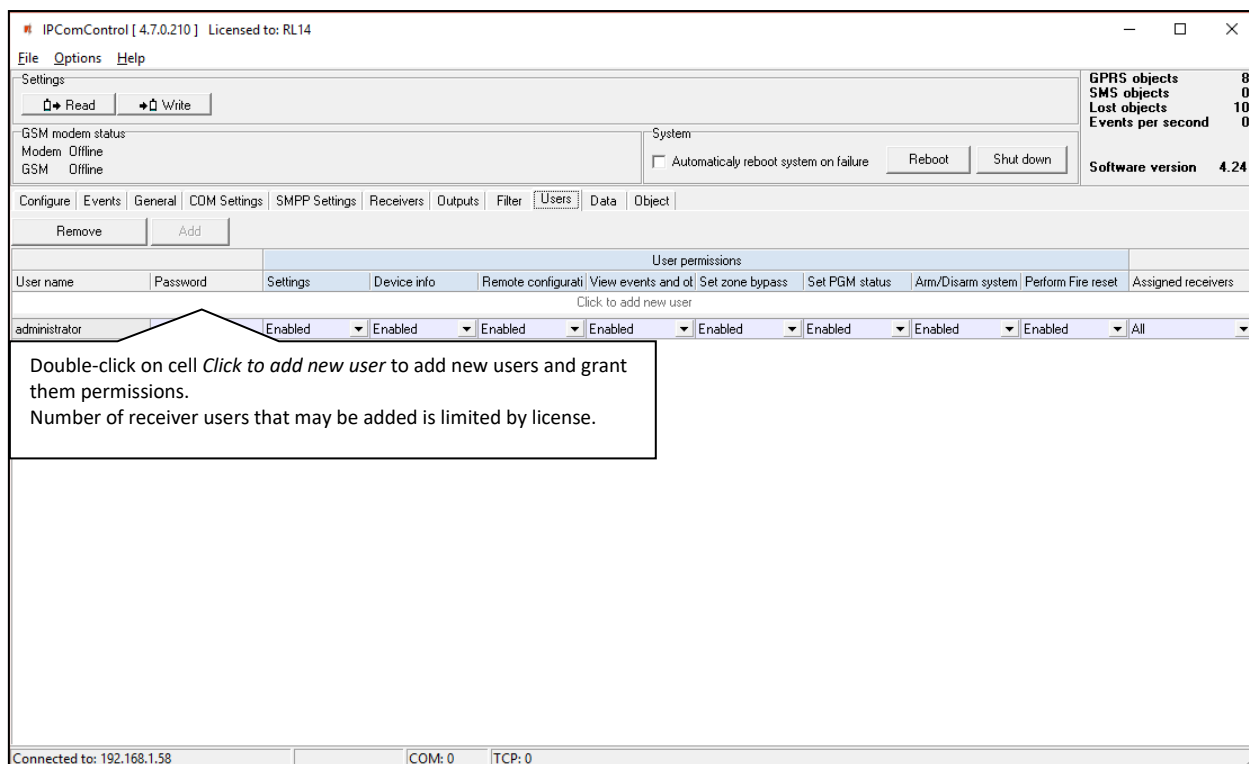 IPComControl [ 4.7.0.210 ] Licensed to: RL14
File Options Help
Settings
Read Write
GPRS objects 8
SMS objects 0
Lost objects 10
Events per second 0
Software version 4.24
GSM modem status
Modem Offline
GSM Offline
System
Automaticaly reboot system on failure Reboot Shut down
Configure Events General COM Settings SMPP Settings Receivers Outputs Filter Users Data Object
Remove Add
User permissions
User name Password Settings Device info Remote configurati View events and ol Set zone bypass Set PGM status Arm/Disarm system Perform Fire reset Assigned receivers
Click to add new user
administrator Enabled Enabled Enabled Enabled Enabled Enabled Enabled Enabled All
Double-click on cell Click to add new user to add new users and grant
them permissions.
Number of receiver users that may be added is limited by license.
Connected to: 192.168.1.58 COM: 0 TCP: 0